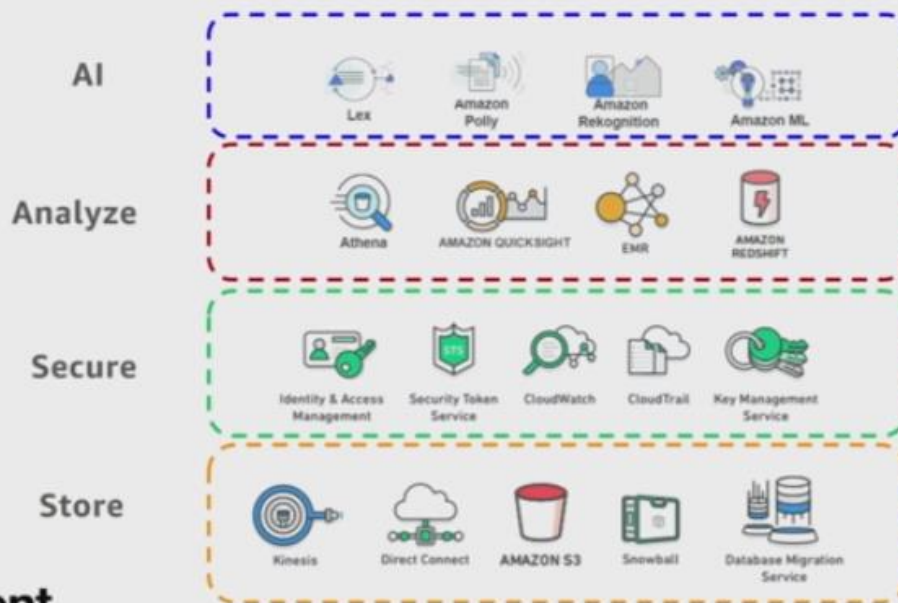 AI
Lex
Amazon
Polly
Amazon
Rekognition
Amazon ML
Analyze
Athena
AMAZON QUICKSIGHT
EMR
AMAZON
REDSHIFT
Secure
STS
Identity & Access
Management
Security Token
Service
CloudWatch
CloudTrail
Key Management
Service
Store
Kinesis
Direct Connect
AMAZON S3
Snowball
Database Migration
Service